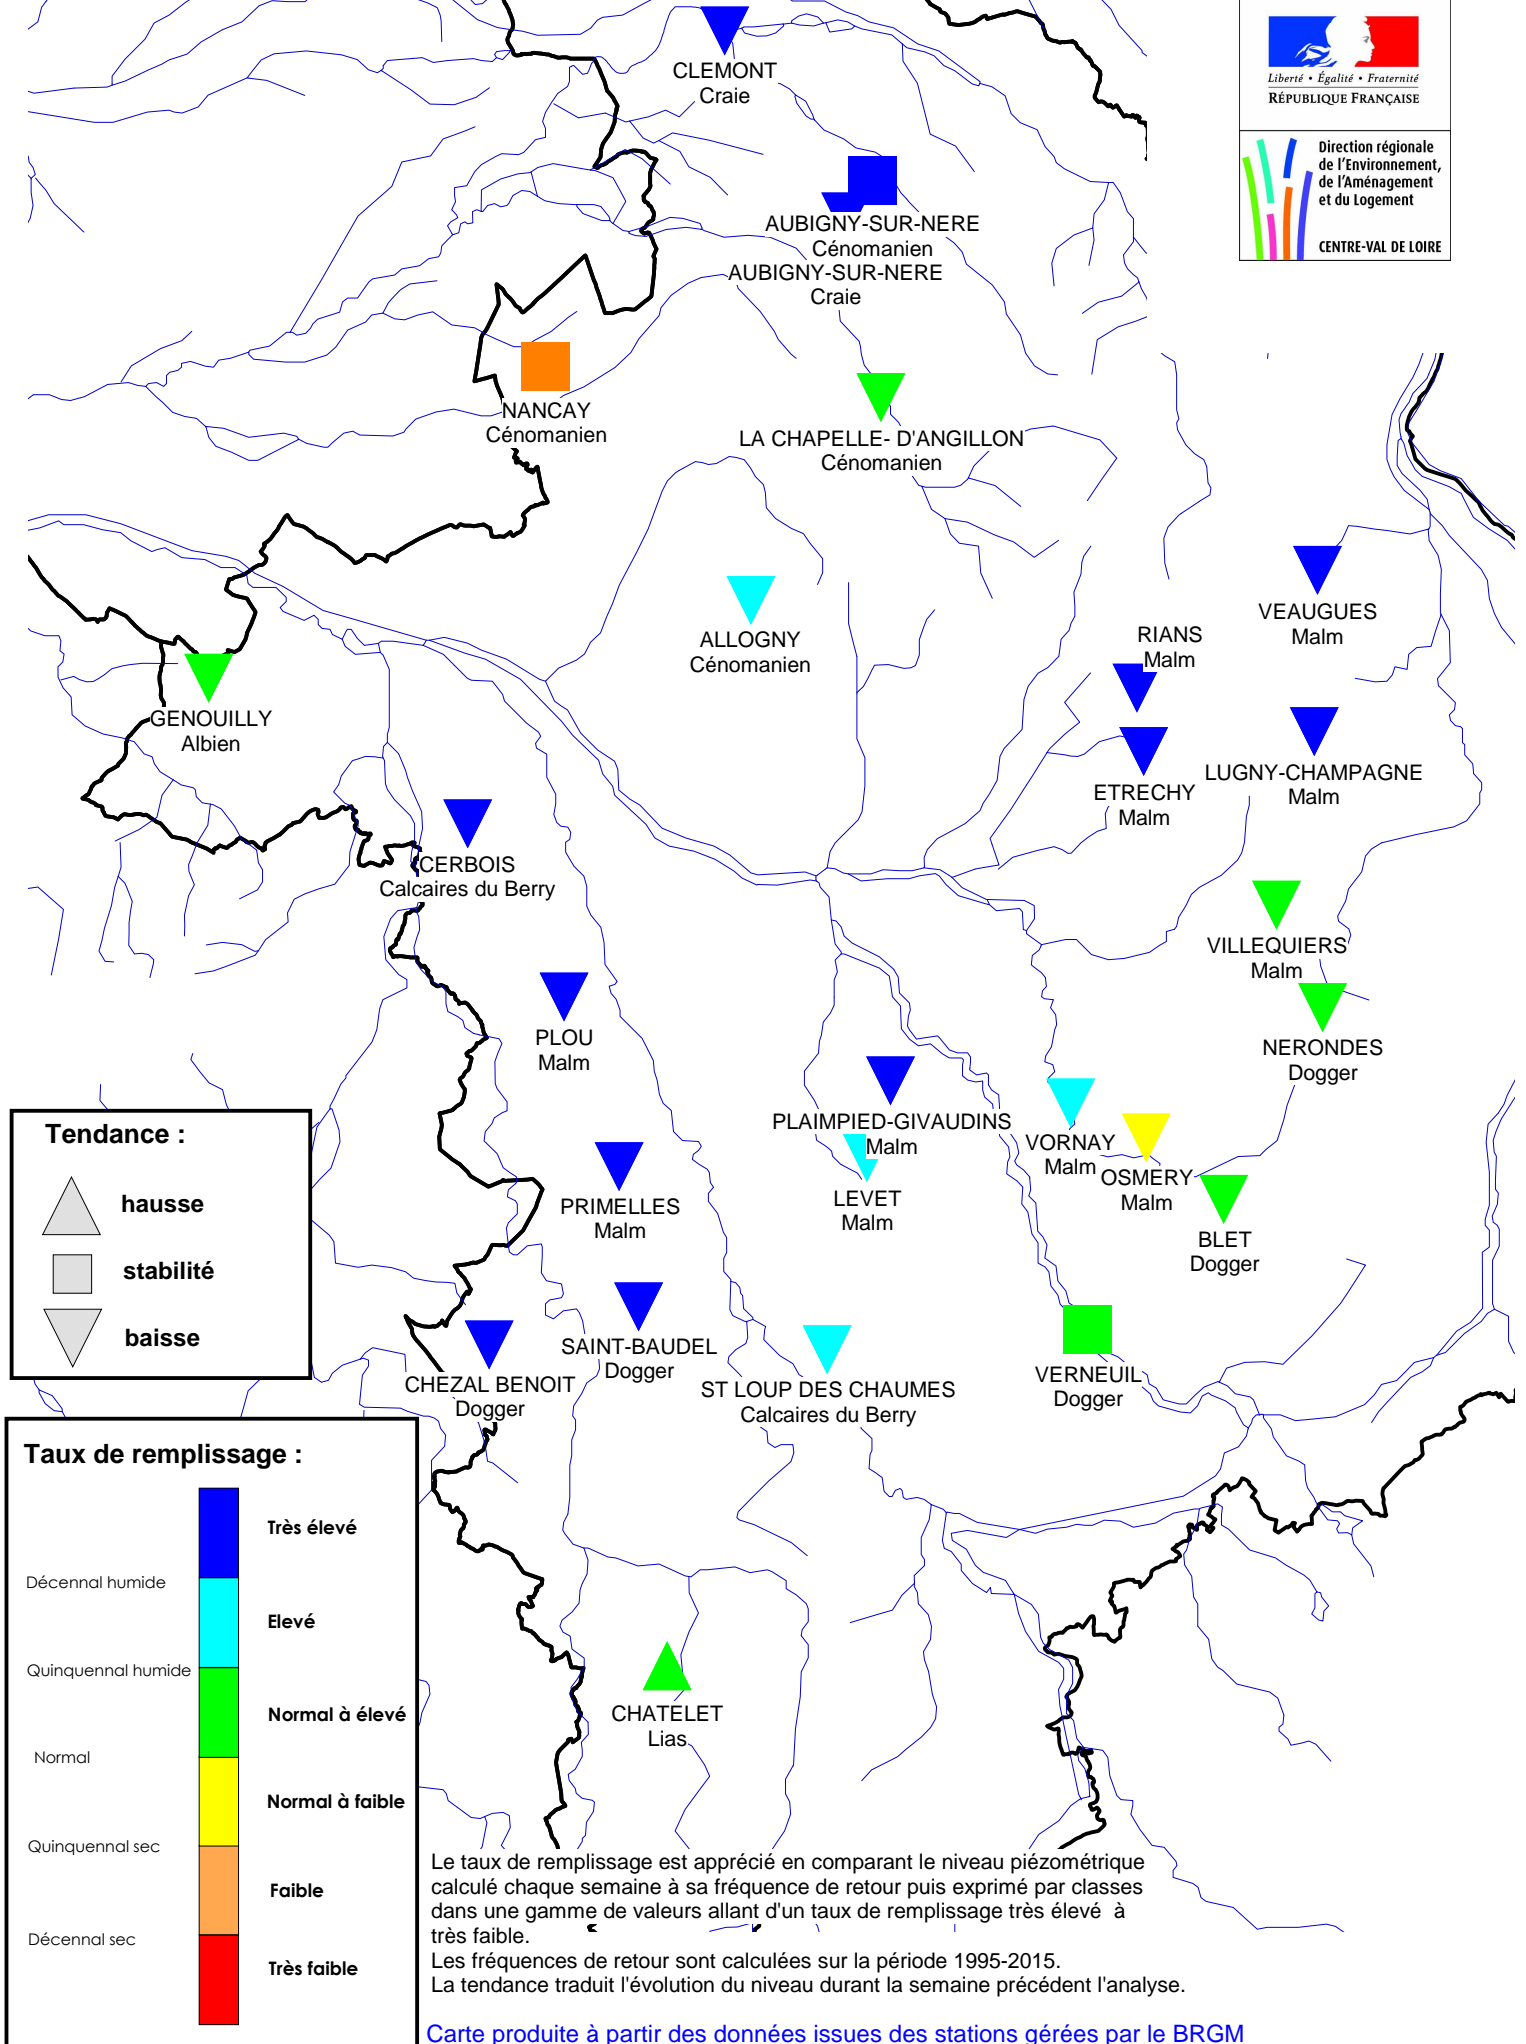 CLEMONT
Craie
Liberté • Égalité • Fraternité
RÉPUBLIQUE FRANÇAISE
Direction régionale
de l'Environnement,
de l'Aménagement
et du Logement
CENTRE-VAL DE LOIRE
AUBIGNY-SUR-NERE
Cénomanien
AUBIGNY-SUR-NERE
Craie
NANCAY
Cénomanien
LA CHAPELLE- D'ANGILLON
Cénomanien
ALLOGNY
Cénomanien
VEAUGUES
Malm
RIANS
Malm
GENOUILLY
Albien
LUGNY-CHAMPAGNE
Malm
ETRECHY
Malm
CERBOIS
Calcaires du Berry
VILLEQUIERS
Malm
PLOU
Malm
NERONDES
Dogger
PLAIMPIED-GIVAUDINS
Malm
VORNAY
Malm
OSMERY
Malm
PRIMELLES
Malm
LEVET
Malm
BLET
Dogger
SAINT-BAUDEL
Dogger
CHEZAL BENOIT
Dogger
ST LOUP DES CHAUMES
Calcaires du Berry
VERNEUIL
Dogger
CHATELET
Lias
Tendance :
hausse
stabilité
baisse
Taux de remplissage :
Très élevé
Décennal humide
Elevé
Quinquennal humide
Normal à élevé
Normal
Normal à faible
Quinquennal sec
Faible
Décennal sec
Très faible
Le taux de remplissage est apprécié en comparant le niveau piézométrique
calculé chaque semaine à sa fréquence de retour puis exprimé par classes
dans une gamme de valeurs allant d'un taux de remplissage très élevé à
très faible.
Les fréquences de retour sont calculées sur la période 1995-2015.
La tendance traduit l'évolution du niveau durant la semaine précédent l'analyse.
Carte produite à partir des données issues des stations gérées par le BRGM